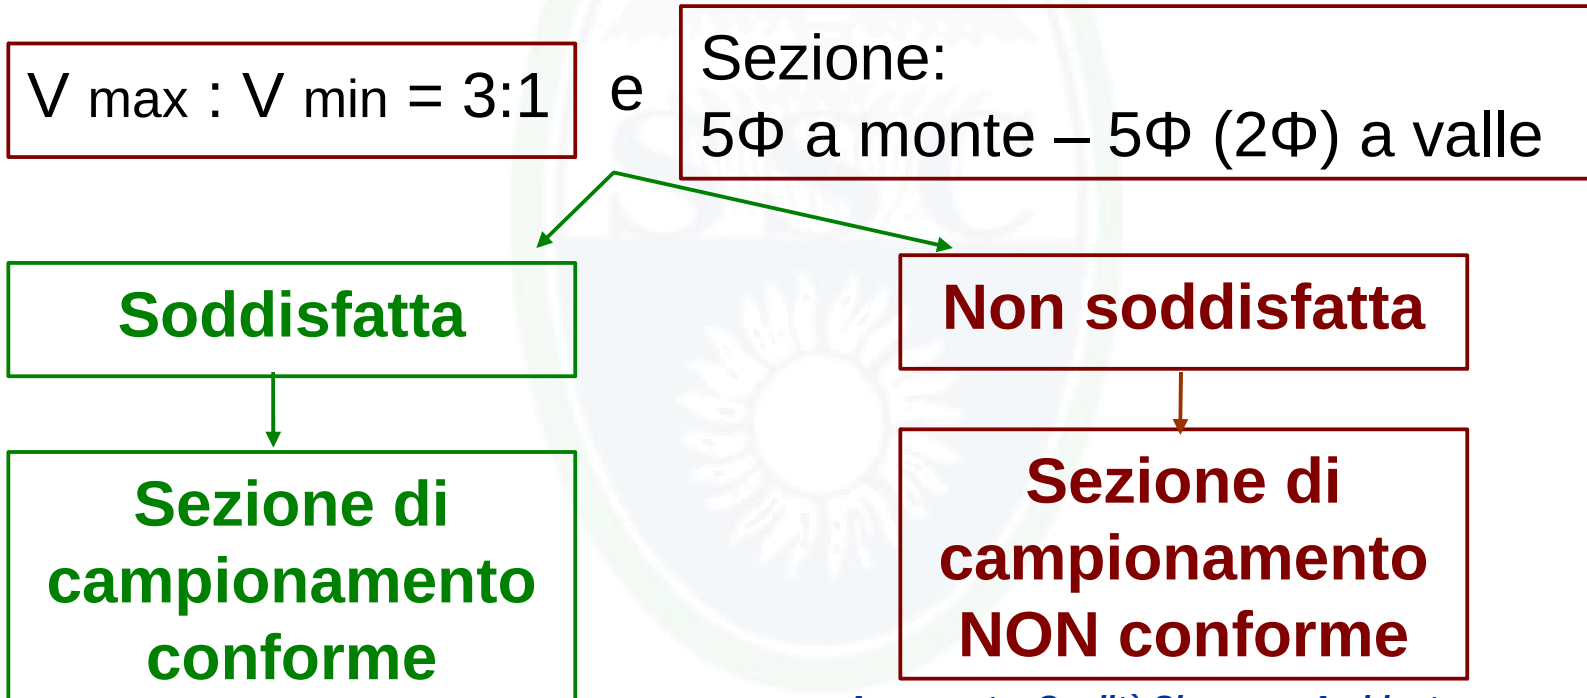 V max : V min = 3:1
e
Sezione:
5Φ a monte – 5Φ (2Φ) a valle
Soddisfatta
Non soddisfatta
Sezione di
campionamento
conforme
Sezione di
campionamento
NON conforme